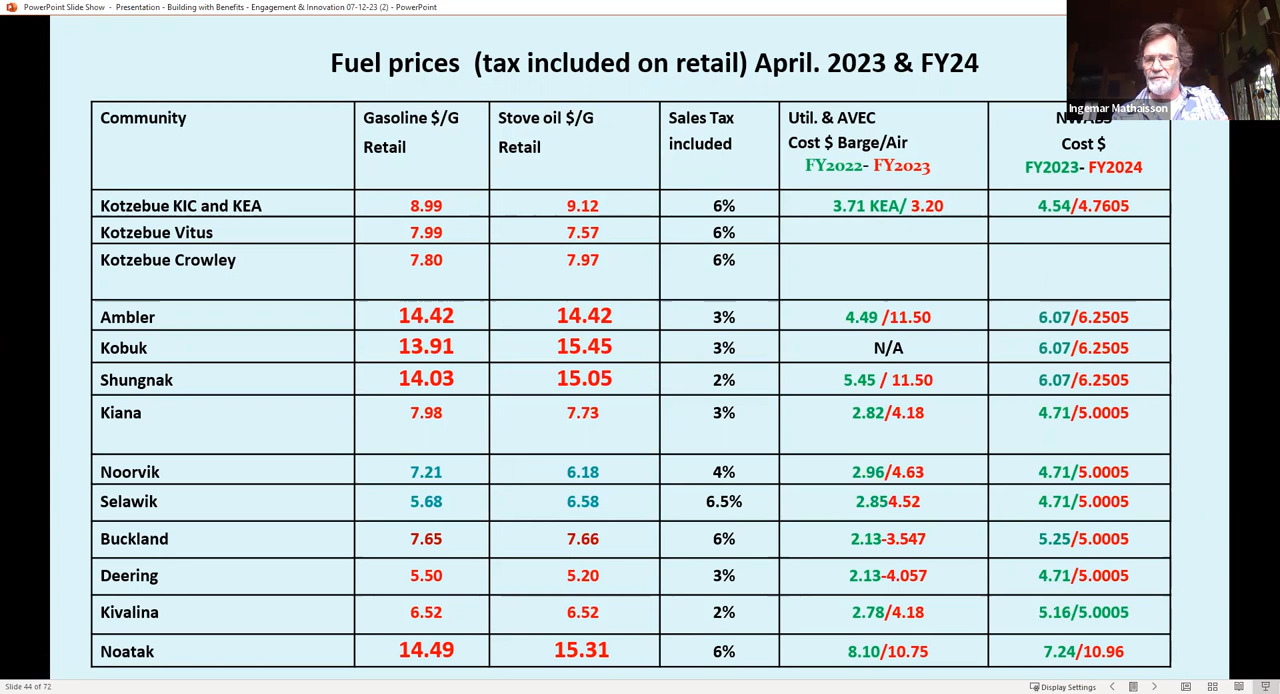 PowerPoint Slide Show - Presentation - Building with Benefits - Engagement & Innovation 07-12-23 (2) - PowerPoint
Fuel prices (tax included on retail) April. 2023 & FY24
Ingemar Mathaisson
Community Gasoline $/G Retail Stove oil $/G Retail Sales Tax included Util. & AVEC Cost $ Barge/Air FY2022- FY2023 Cost $ FY2023- FY2024
Kotzebue KIC and KEA 8.99 9.12 6% 3.71 KEA/ 3.20 4.54/4.7605
Kotzebue Vitus 7.99 7.57 6%
Kotzebue Crowley 7.80 7.97 6%
Ambler 14.42 14.42 3% 4.49 /11.50 6.07/6.2505
Kobuk 13.91 15.45 3% N/A 6.07/6.2505
Shungnak 14.03 15.05 2% 5.45 / 11.50 6.07/6.2505
Kiana 7.98 7.73 3% 2.82/4.18 4.71/5.0005
Noorvik 7.21 6.18 4% 2.96/4.63 4.71/5.0005
Selawik 5.68 6.58 6.5% 2.854.52 4.71/5.0005
Buckland 7.65 7.66 6% 2.13-3.547 5.25/5.0005
Deering 5.50 5.20 3% 2.13-4.057 4.71/5.0005
Kivalina 6.52 6.52 2% 2.78/4.18 5.16/5.0005
Noatak 14.49 15.31 6% 8.10/10.75 7.24/10.96
Slide 44 of 72
Display Settings